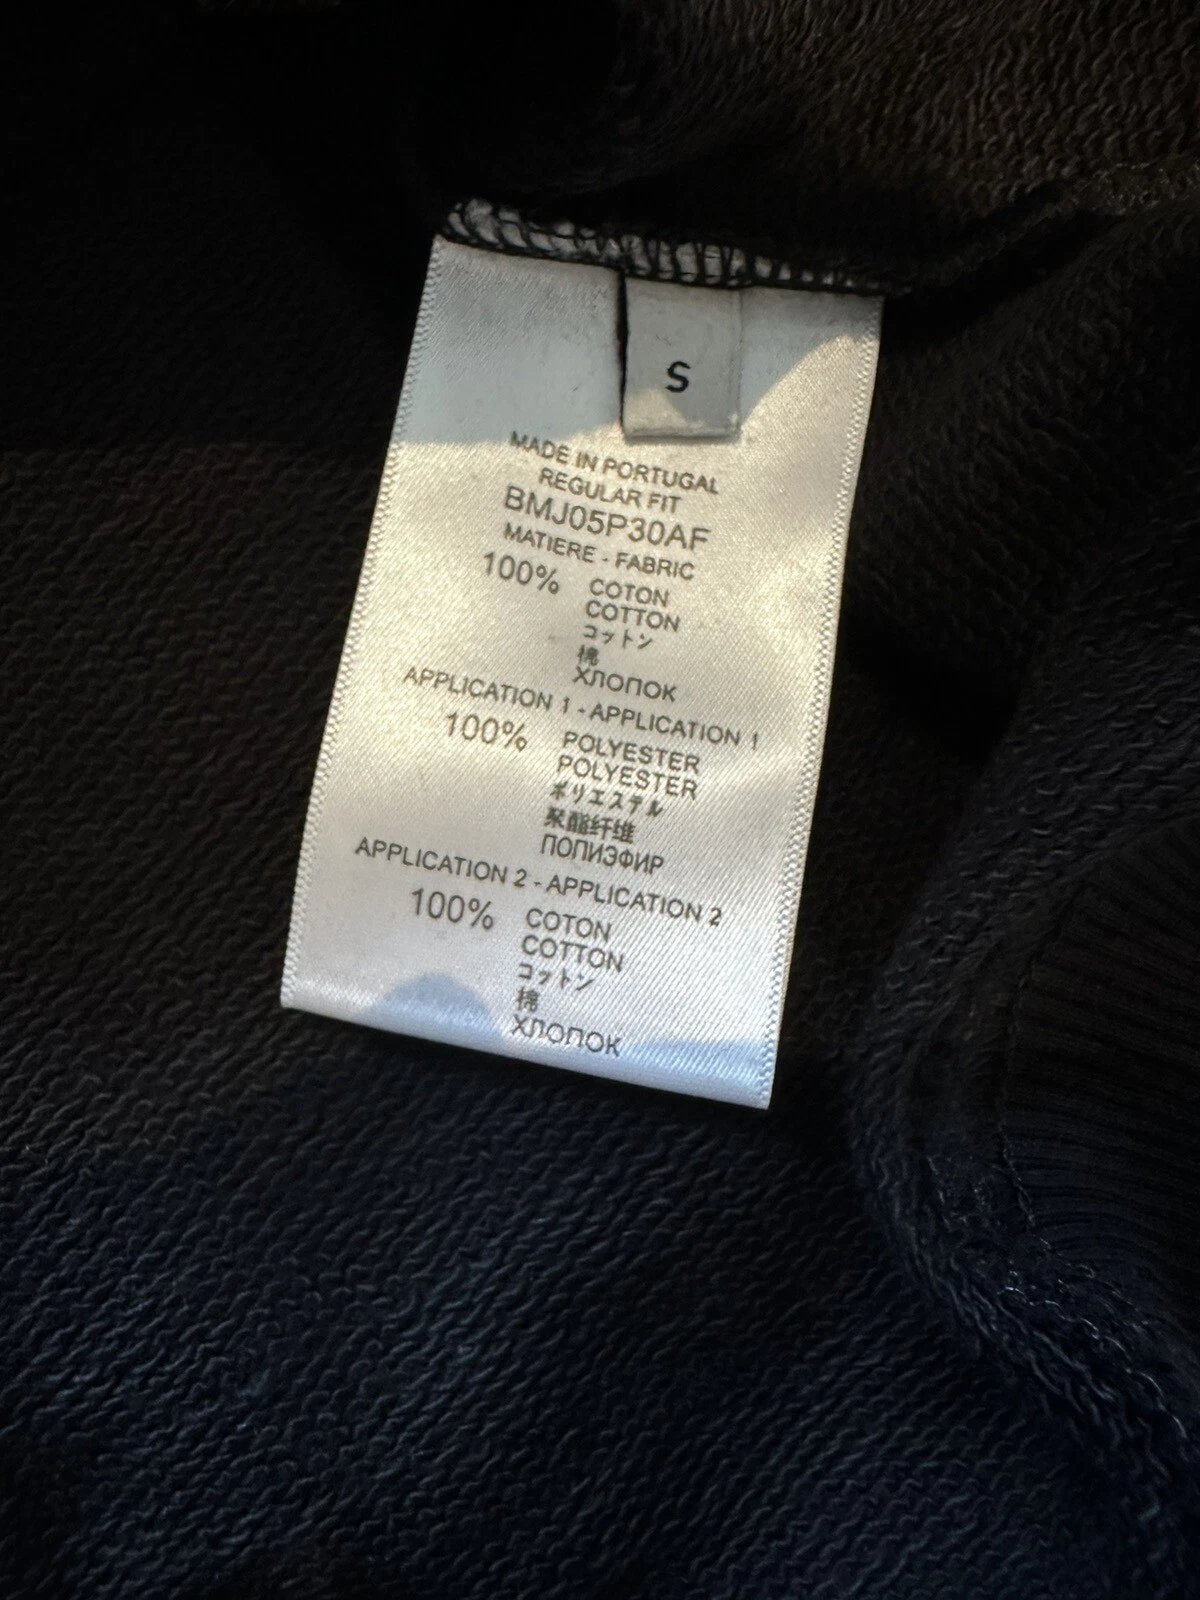 S
MADE IN PORTUGAL
REGULAR FIT
BMJ05P30AF
MATIERE - FABRIC
100% COTON
COTTON
コットン
棉
ХЛОПОК
APPLICATION 1 - APPLICATION 1
100% POLYESTER
POLYESTER
ポリエステル
聚酯纤维
ПОПИЭФИР
APPLICATION 2 - APPLICATION 2
100% COTON
COTTON
コットン
棉
ХЛОПОК